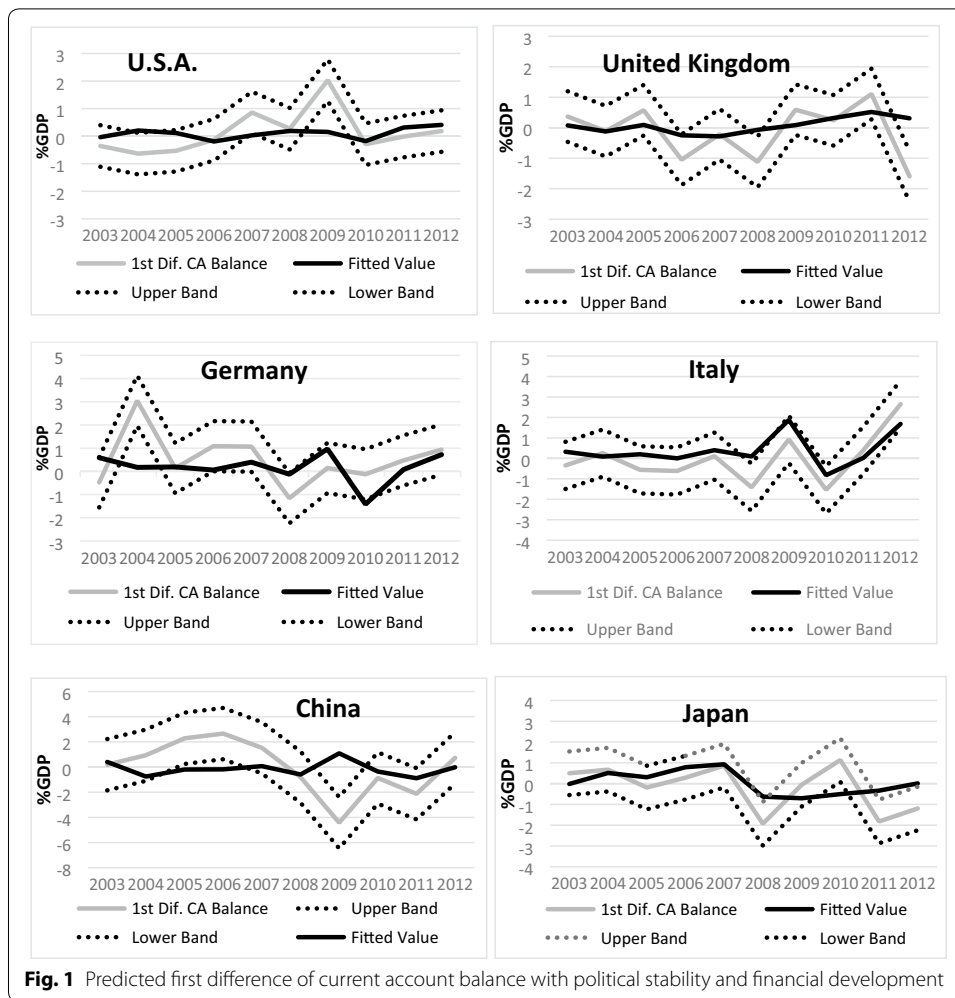 U.S.A.
%GDP
3
2
1
0
-1
-2
-3
2003 2004 2005 2006 2007 2008 2009 2010 2011 2012
1st Dif. CA Balance Fitted Value
Upper Band Lower Band
United Kingdom
%GDP
3
2
1
0
-1
-2
-3
2003 2004 2005 2006 2007 2008 2009 2010 2011 2012
1st Dif. CA Balance Fitted Value
Upper Band Lower Band
Germany
%GDP
5
4
3
2
1
0
-1
-2
-3
2003 2004 2005 2006 2007 2008 2009 2010 2011 2012
1st Dif. CA Balance Fitted Value
Upper Band Lower Band
Italy
%GDP
5
4
3
2
1
0
-1
-2
-3
-4
2003 2004 2005 2006 2007 2008 2009 2010 2011 2012
1st Dif. CA Balance Fitted Value
Upper Band Lower Band
China
%GDP
6
4
2
0
-2
-4
-6
-8
2003 2004 2005 2006 2007 2008 2009 2010 2011 2012
1st Dif. CA Balance Upper Band
Lower Band Fitted Value
Japan
%GDP
4
3
2
1
0
-1
-2
-3
-4
2003 2004 2005 2006 2007 2008 2009 2010 2011 2012
1st Dif. CA Balance Fitted Value
Upper Band Lower Band
Fig. 1 Predicted first difference of current account balance with political stability and financial development